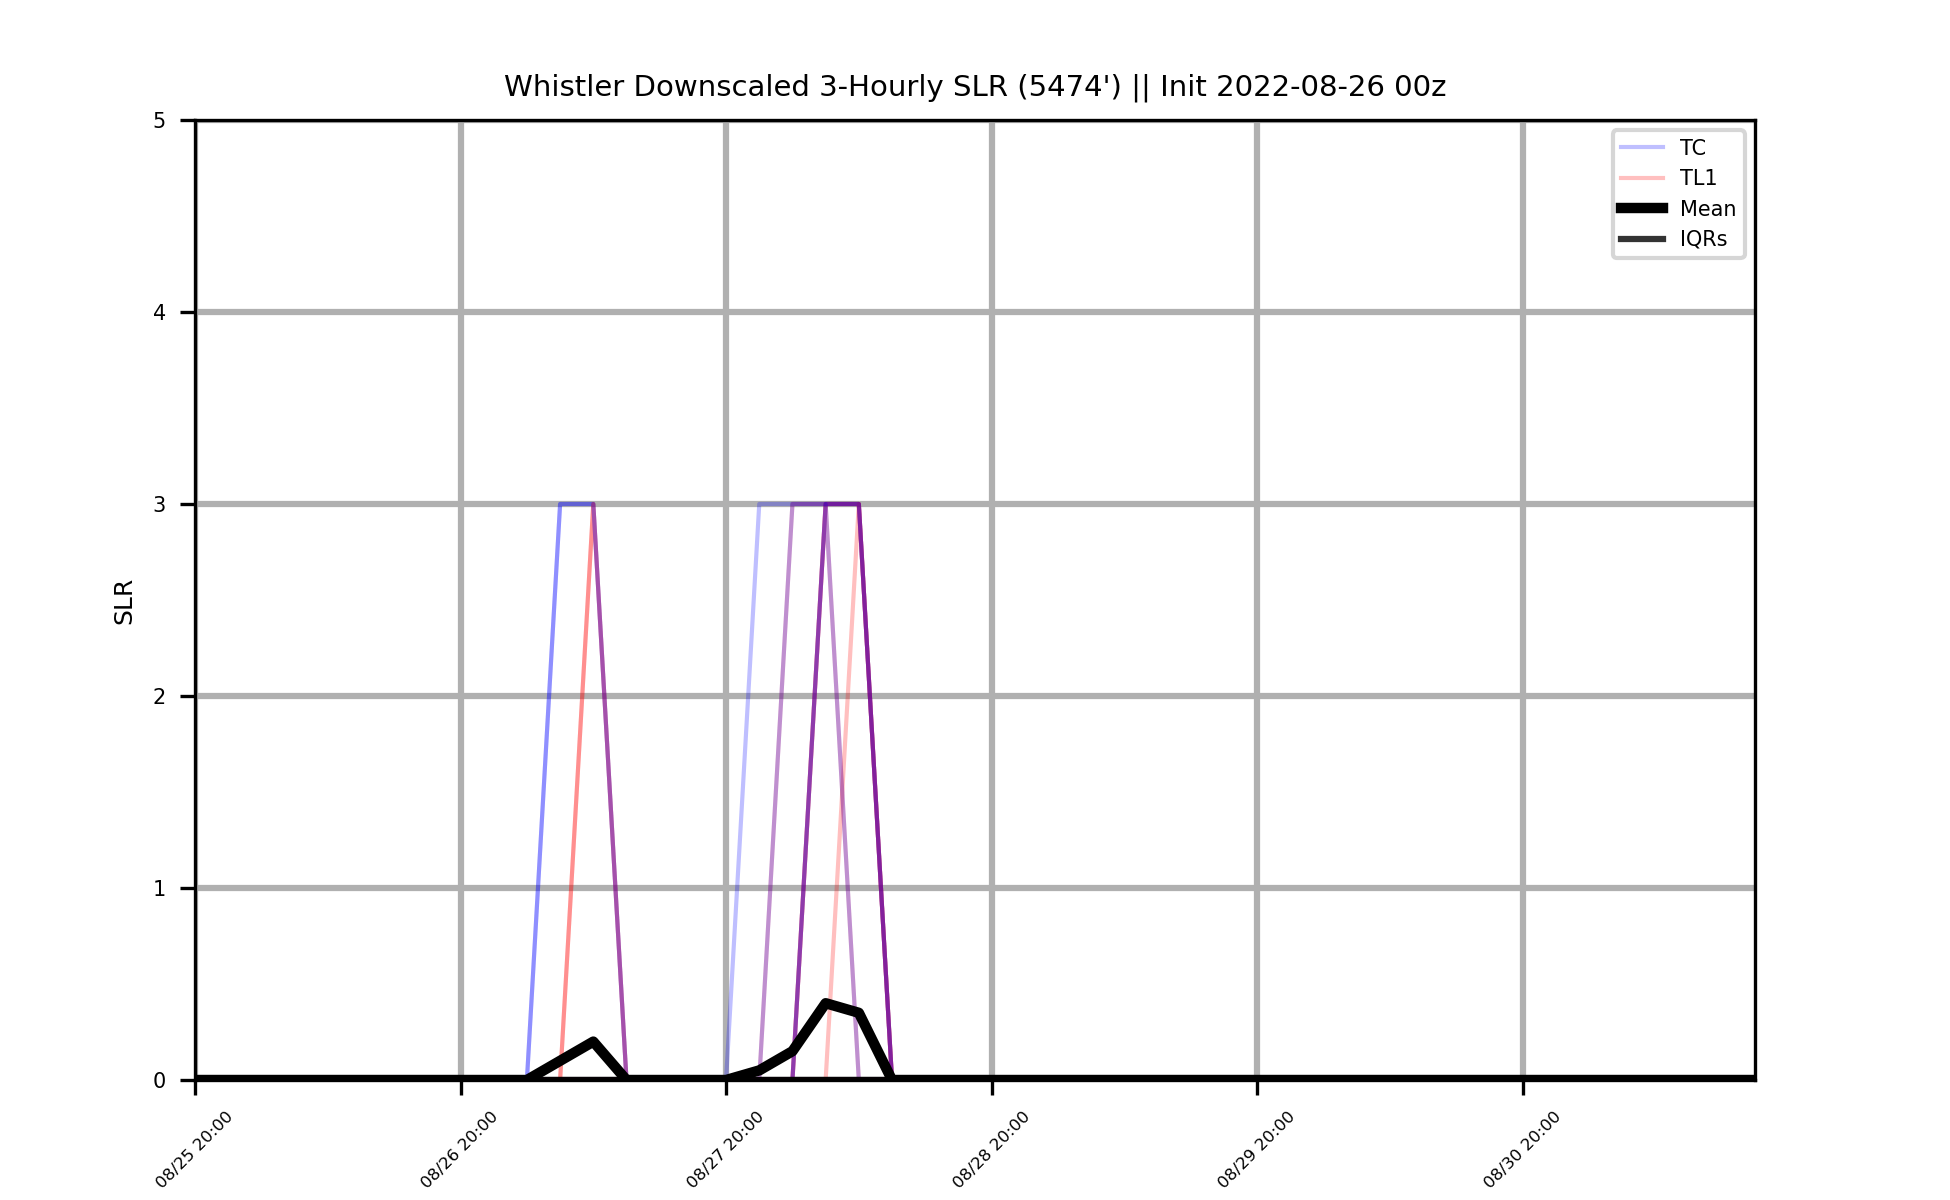 Whistler Downscaled 3-Hourly SLR (5474') || Init 2022-08-26 00z
5
4
3
2
1
0
SLR
TC
TL1
Mean
IQRs
08/25 20:00
08/26 20:00
08/27 20:00
08/28 20:00
08/29 20:00
08/30 20:00